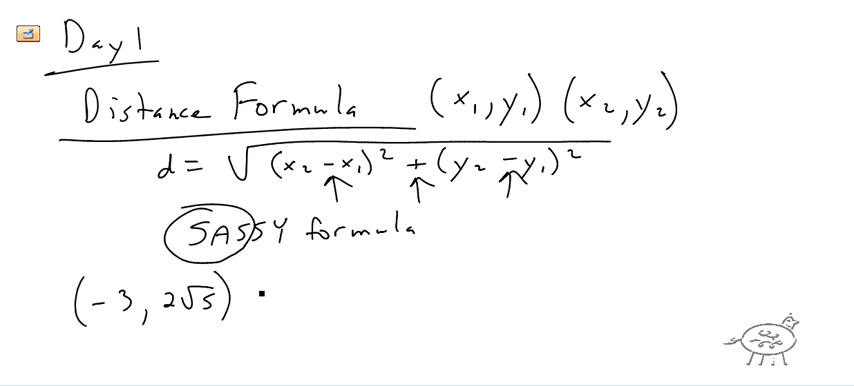 Day 1
Distance Formula (x₁, y₁) (x₂, y₂)
d = √(x₂ - x₁)² + (y₂ - y₁)²
SASSY formula
(-3, 2√5)